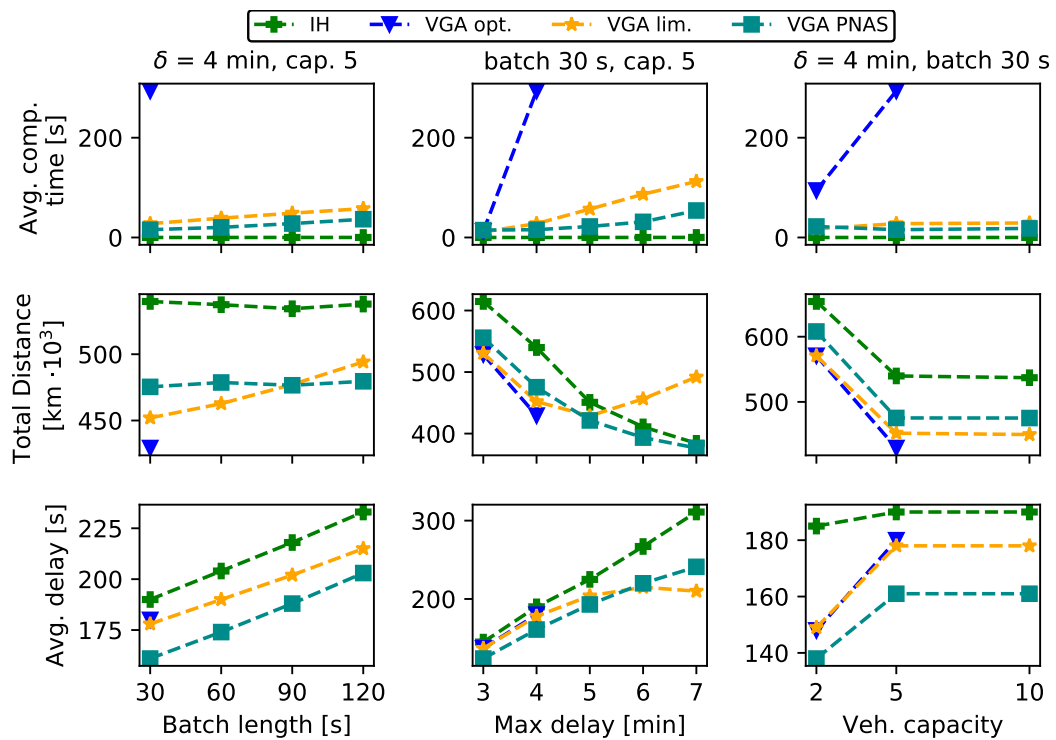 IH VGA opt. VGA lim. VGA PNAS
δ = 4 min, cap. 5
batch 30 s, cap. 5
δ = 4 min, batch 30 s
Avg. comp.
time [s]
200
0
200
0
200
0
Total Distance
[km ·10³]
500
450
600
500
400
600
500
Avg. delay [s]
225
200
175
300
200
180
160
140
30 60 90 120
3 4 5 6 7
2 5 10
Batch length [s]
Max delay [min]
Veh. capacity